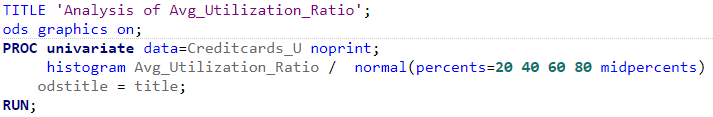 TITLE 'Analysis of Avg_Utilization_Ratio';
ods graphics on;
PROC univariate data=Creditcards_U noprint;
histogram Avg_Utilization_Ratio /  normal(percents=20 40 60 80 midpercents)
odstitle = title;
RUN;